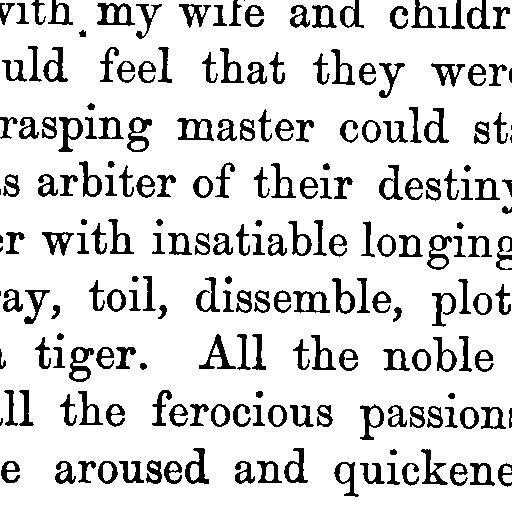 with my wife and childr
uld feel that they were
rasping master could st
s arbiter of their destiny
er with insatiable longing
ay, toil, dissemble, plot
tiger. All the noble
ll the ferocious passions
e aroused and quickene